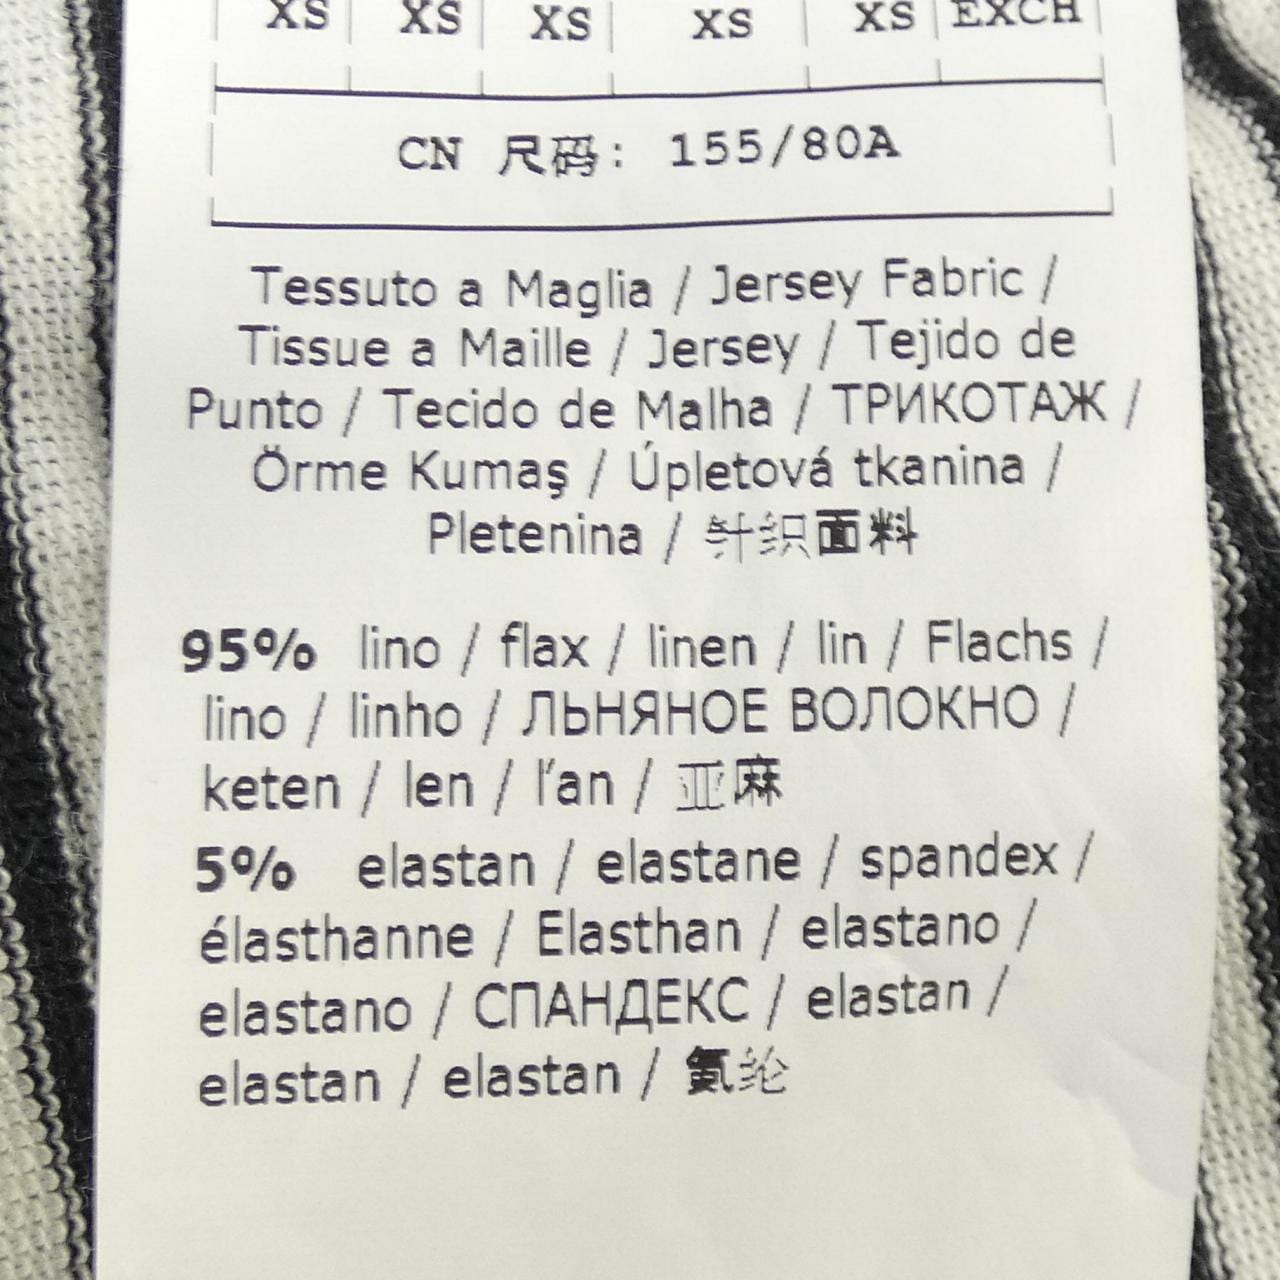 XS XS XS XS XS EXCH
CN 尺码: 155/80A
Tessuto a Maglia / Jersey Fabric /
Tissue a Maille / Jersey / Tejido de
Punto / Tecido de Malha / ТРИКОТАЖ /
Örme Kumaş / Úpletová tkanina /
Pletenina / 针织面料
95% lino / flax / linen / lin / Flachs /
lino / linho / ЛЬНЯНОЕ ВОЛОКНО /
keten / len / ľan / 亚麻
5% elastan / elastane / spandex /
élasthanne / Elasthan / elastano /
elastano / СПАНДЕКС / elastan /
elastan / elastan / 氨纶